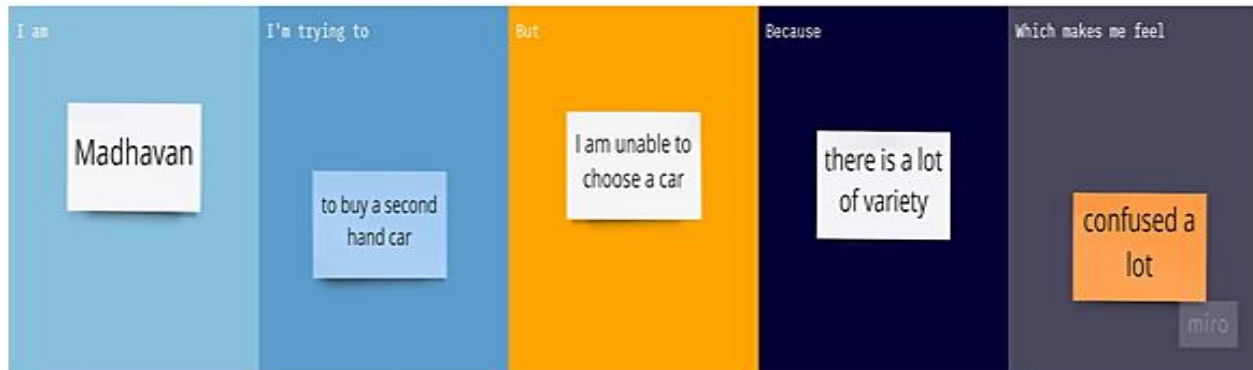 I am
Madhavan
I'm trying to
to buy a second
hand car
But
I am unable to
choose a car
Because
there is a lot
of variety
Which makes me feel
confused a
lot
miro